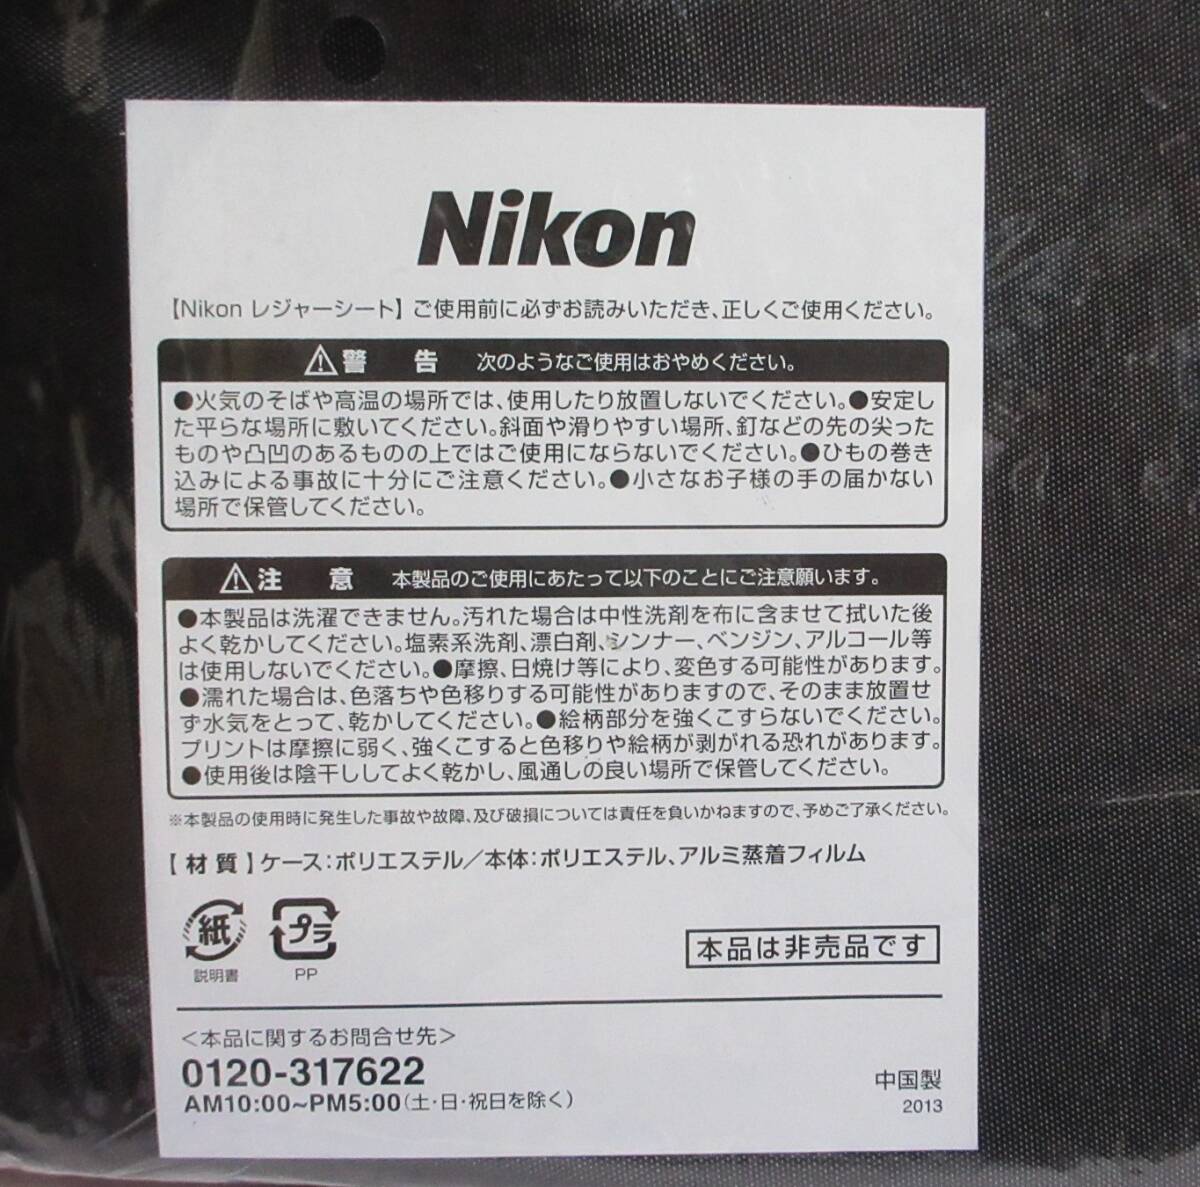 Nikon
【Nikon レジャーシート】ご使用前に必ずお読みいただき、正しくご使用ください。
警 告 次のようなご使用はおやめください。
●火気のそばや高温の場所では、使用したり放置しないでください。●安定し
た平らな場所に敷いてください。斜面や滑りやすい場所、釘などの先の尖った
ものや凸凹のあるものの上ではご使用にならないでください。●ひもの巻き
込みによる事故に十分にご注意ください。●小さなお子様の手の届かない
場所で保管してください。
注 意 本製品のご使用にあたって以下のことにご注意願います。
●本製品は洗濯できません。汚れた場合は中性洗剤を布に含ませて拭いた後
よく乾かしてください。塩素系洗剤、漂白剤、シンナー、ベンジン、アルコール等
は使用しないでください。●摩擦、日焼け等により、変色する可能性があります。
●濡れた場合は、色落ちや色移りする可能性がありますので、そのまま放置せ
ず水気をとって、乾かしてください。●絵柄部分を強くこすらないでください。
プリントは摩擦に弱く、強くこすると色移りや絵柄が剥がれる恐れがあります。
●使用後は陰干ししてよく乾かし、風通しの良い場所で保管してください。
※本製品の使用時に発生した事故や故障、及び破損については責任を負いかねますので、予めご了承ください。
【材質】ケース：ポリエステル／本体：ポリエステル、アルミ蒸着フィルム
紙 プラ
説明書 PP
本品は非売品です
＜本品に関するお問合せ先＞
0120-317622
AM10:00~PM5:00（土・日・祝日を除く）
中国製
2013